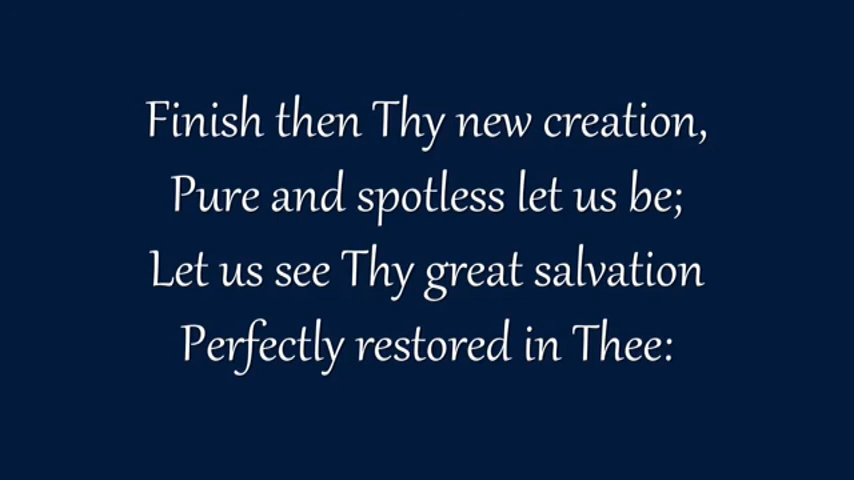 Finish then Thy new creation,
Pure and spotless let us be;
Let us see Thy great salvation
Perfectly restored in Thee: